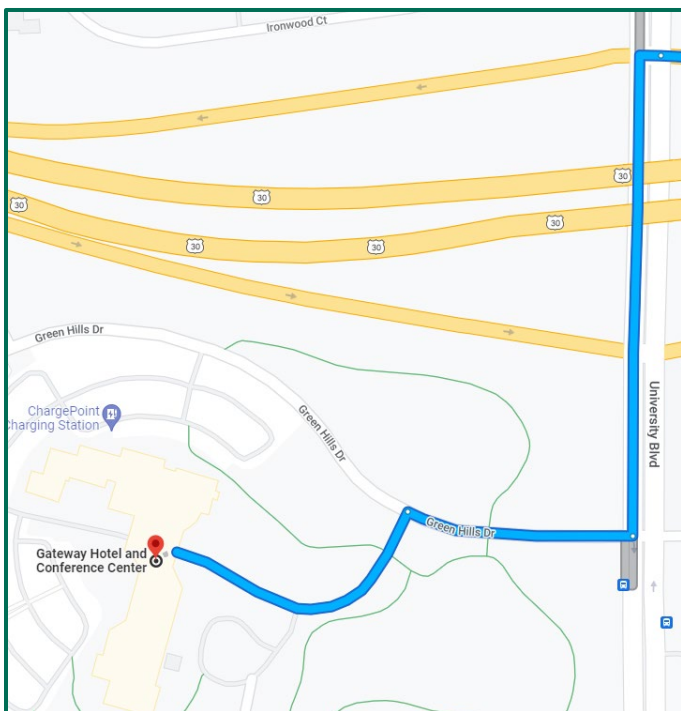 Ironwood Ct
30
30
30
30
30
30
Green Hills Dr
ChargePoint
Charging Station
Green Hills Dr
University Blvd
Green Hills Dr
Gateway Hotel and
Conference Center